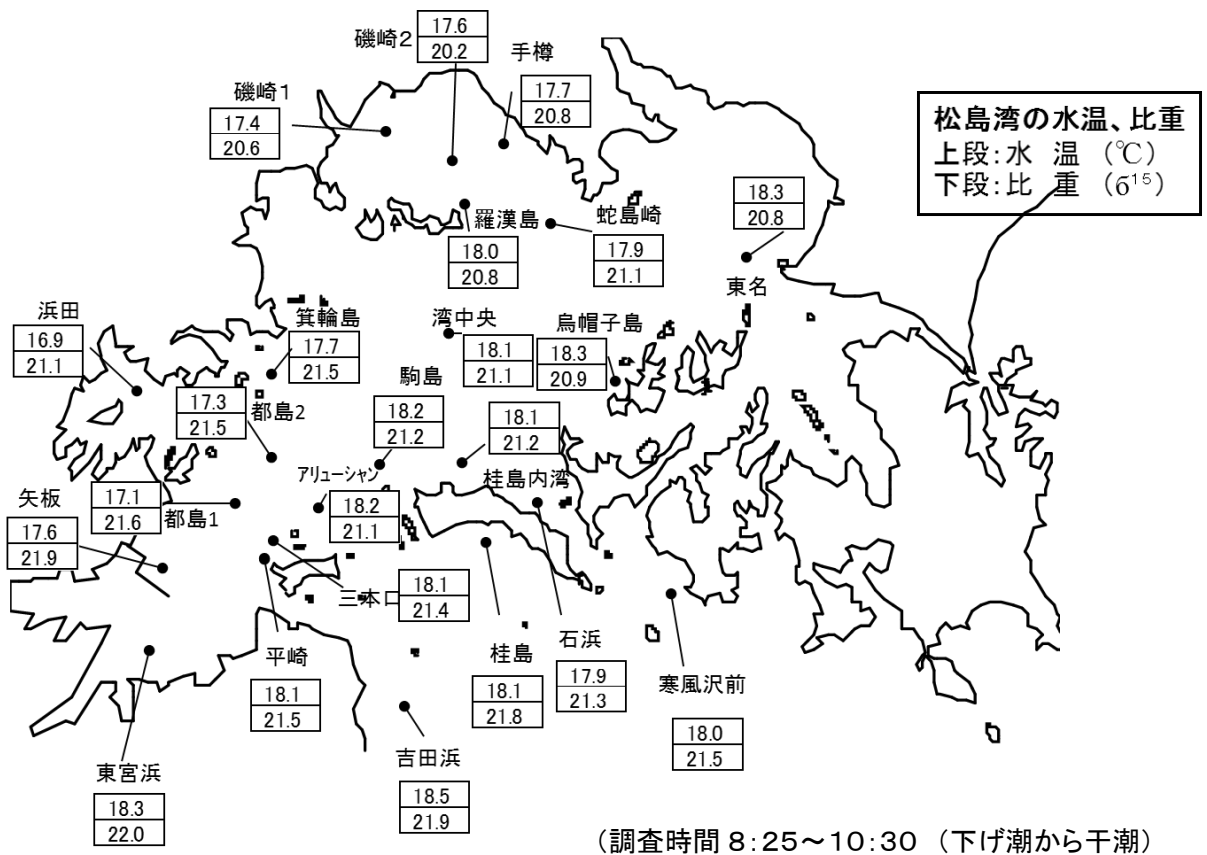 磯崎2
17.6
20.2
手樽
17.7
20.8
磯崎1
17.4
20.6
松島湾の水温、比重
上段:水　温　(℃)
下段:比　重　(б¹⁵)
18.3
20.8
東名
羅漢島
18.0
20.8
蛇島崎
17.9
21.1
浜田
16.9
21.1
箕輪島
17.7
21.5
湾中央
18.1
21.1
烏帽子島
18.3
20.9
都島2
17.3
21.5
駒島
18.2
21.2
18.1
21.2
桂島内湾
アリューシャン
18.2
21.1
矢板
17.6
21.9
17.1
21.6
都島1
三本口
18.1
21.4
平崎
18.1
21.5
桂島
18.1
21.8
石浜
17.9
21.3
寒風沢前
18.0
21.5
吉田浜
18.5
21.9
東宮浜
18.3
22.0
(調査時間 8:25～10:30 (下げ潮から干潮)